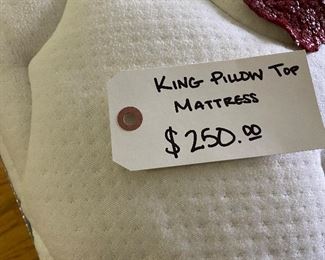 KING PILLOW TOP
MATTRESS
$250.00